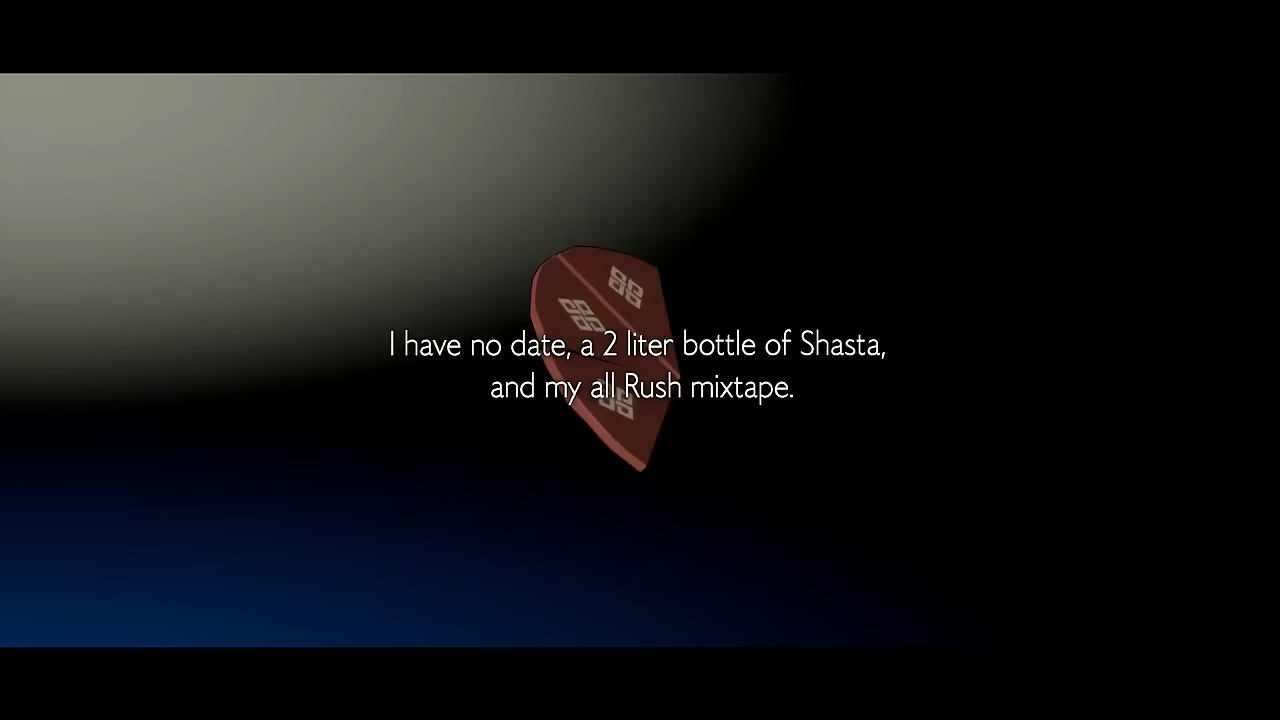 I have no date, a 2 liter bottle of Shasta,
and my all Rush mixtape.